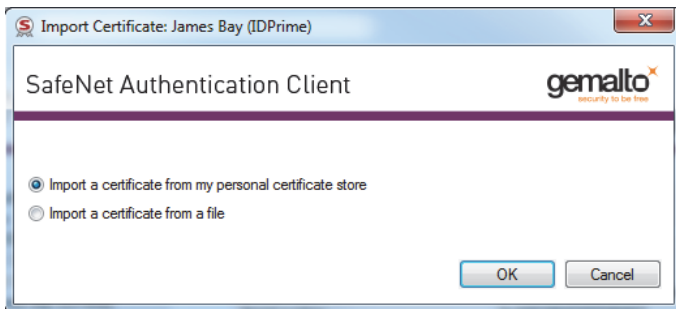 Import Certificate: James Bay (IDPrime)
SafeNet Authentication Client
gemalto
security to be free
Import a certificate from my personal certificate store
Import a certificate from a file
OK
Cancel